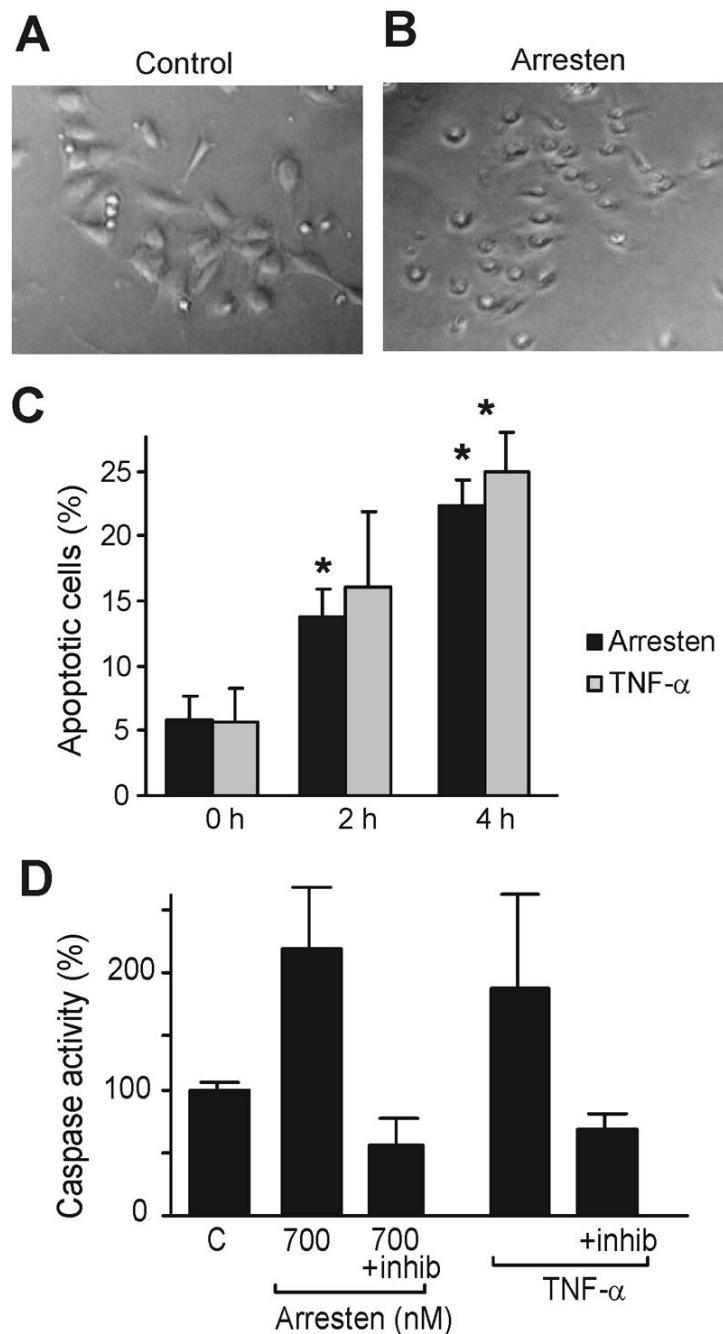 A
Control
B
Arresten
C
Apoptotic cells (%)
25
20
15
10
5
0
* * *
0 h 2 h 4 h
Arresten
TNF-α
D
Caspase activity (%)
200
100
0
C 700 700 +inhib
+inhib
Arresten (nM) TNF-α